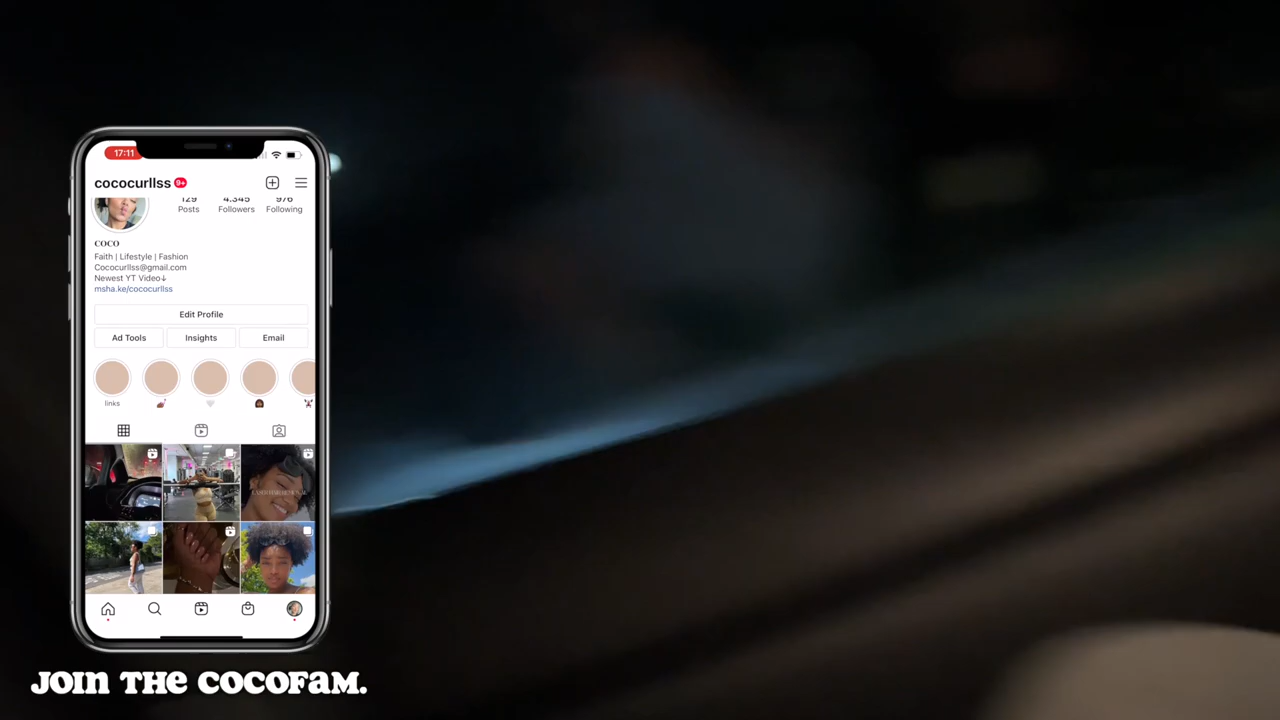 17:11
cococurllss 9+
129 4.345 976
Posts Followers Following
COCO
Faith | Lifestyle | Fashion
Cococurllss@gmail.com
Newest YT Video↓
msha.ke/cococurllss
Edit Profile
Ad Tools Insights Email
links
JOIN THE COCOFAM.